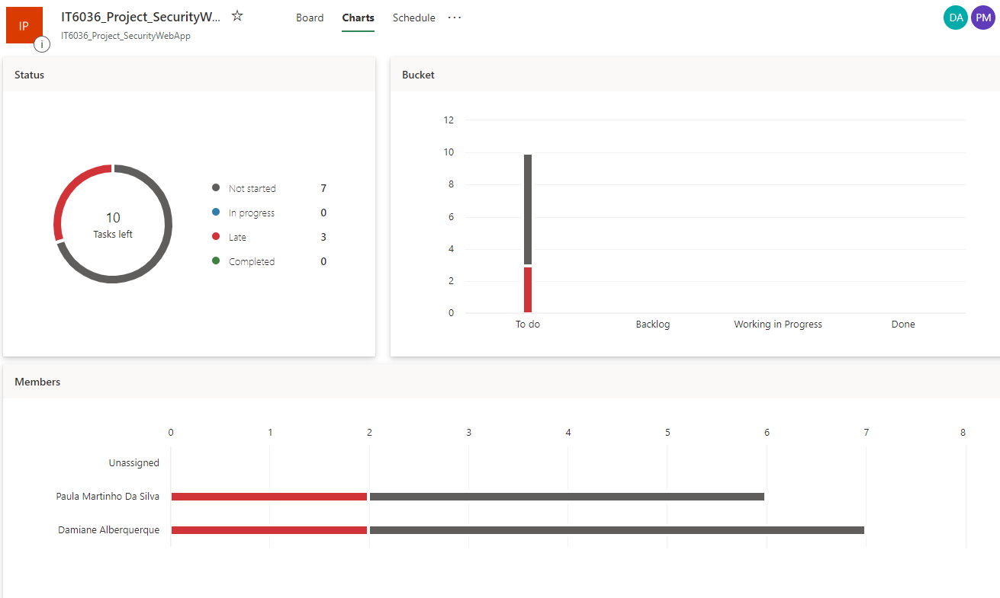 IP
i
IT6036_Project_SecurityW...
IT6036_Project_SecurityWebApp
Board Charts Schedule ...
DA PM
Status
10
Tasks left
Not started 7
In progress 0
Late 3
Completed 0
Bucket
12
10
8
6
4
2
0
To do Backlog Working in Progress Done
Members
0 1 2 3 4 5 6 7 8
Unassigned
Paula Martinho Da Silva
Damiane Alberquerque